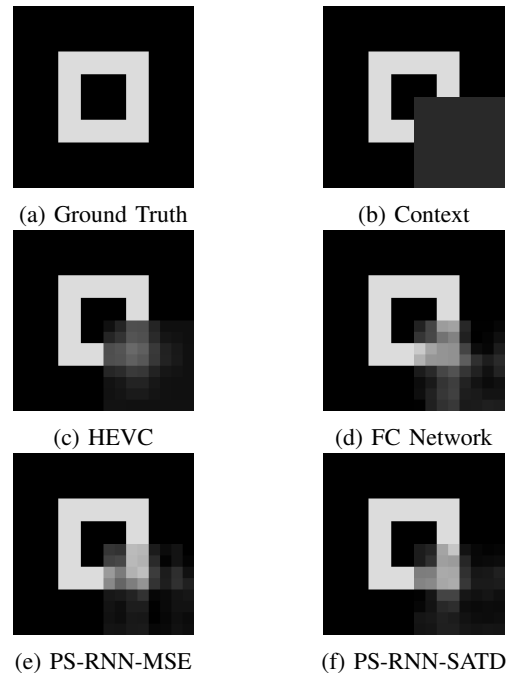 (a) Ground Truth
(b) Context
(c) HEVC
(d) FC Network
(e) PS-RNN-MSE
(f) PS-RNN-SATD